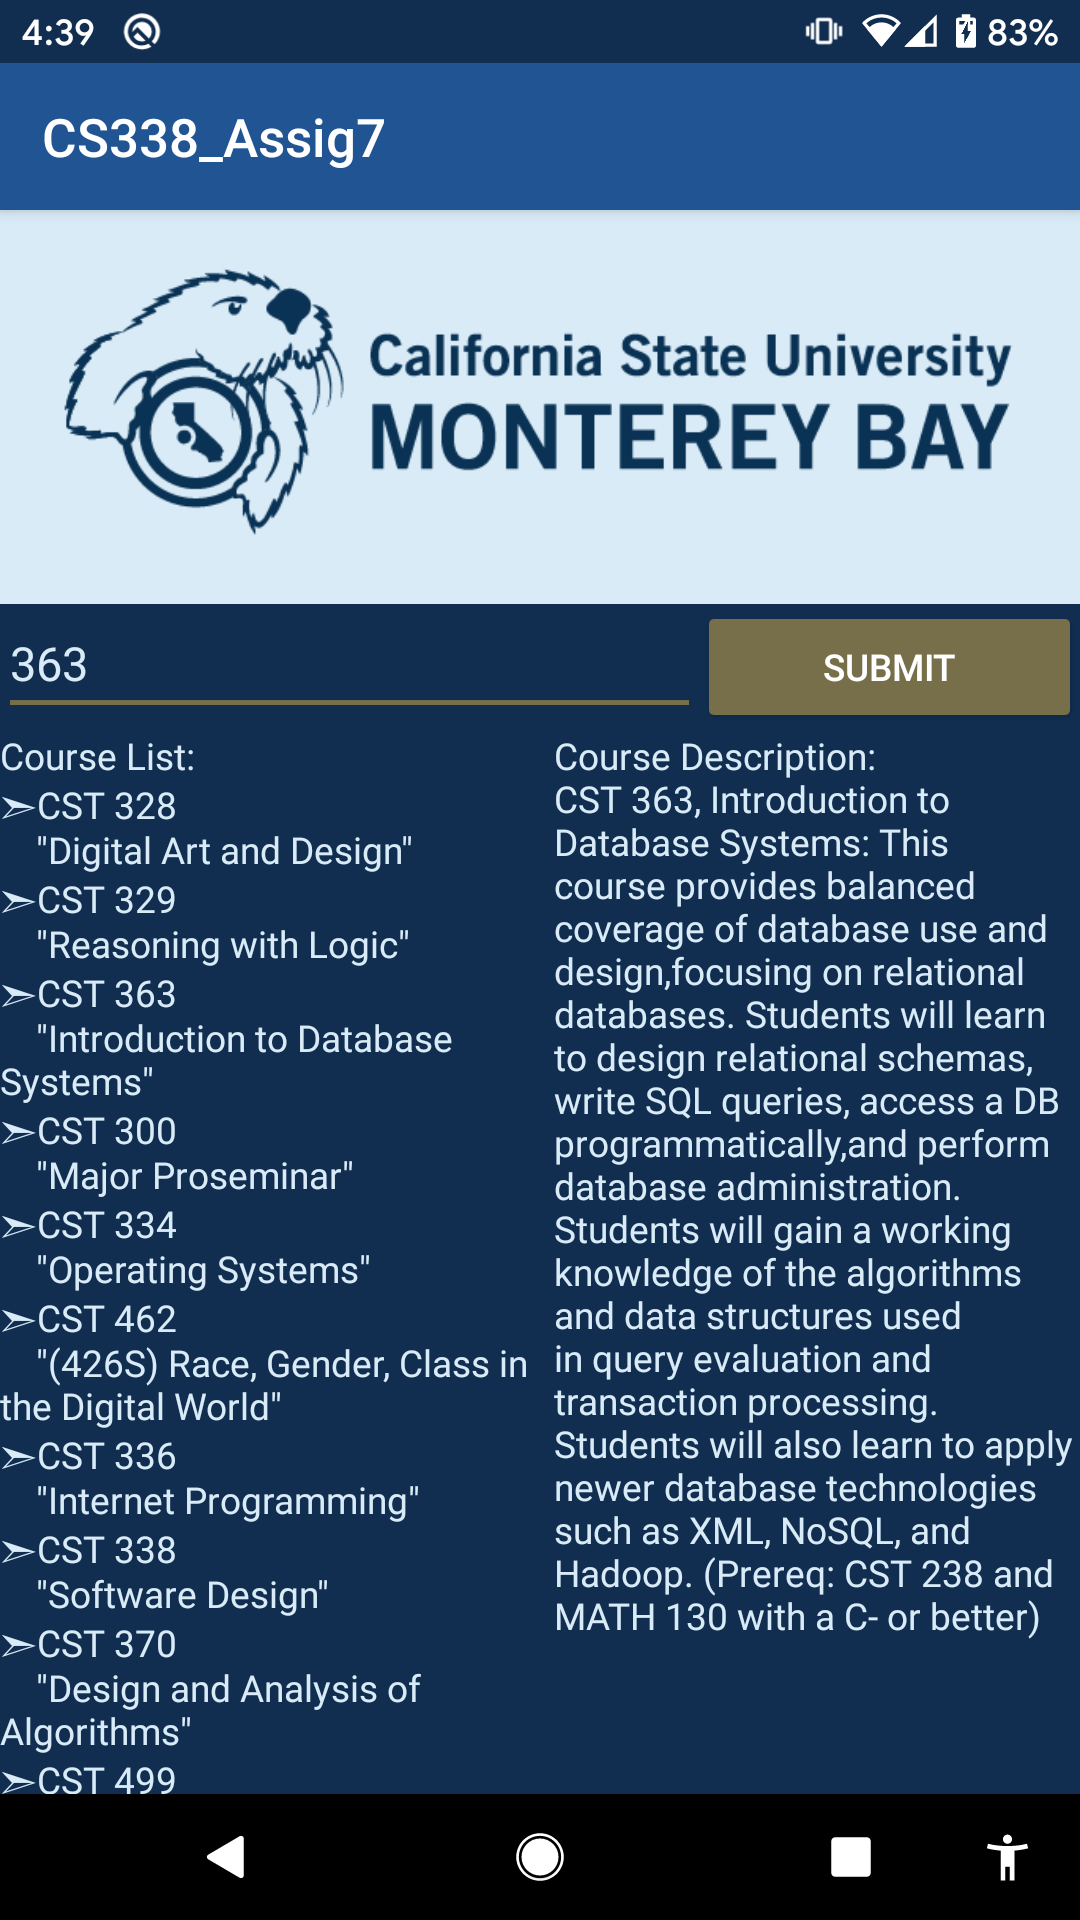 4:39
83%
CS338_Assig7
California State University
MONTEREY BAY
363
SUBMIT
Course List:
➢CST 328
"Digital Art and Design"
➢CST 329
"Reasoning with Logic"
➢CST 363
"Introduction to Database
Systems"
➢CST 300
"Major Proseminar"
➢CST 334
"Operating Systems"
➢CST 462
"(426S) Race, Gender, Class in
the Digital World"
➢CST 336
"Internet Programming"
➢CST 338
"Software Design"
➢CST 370
"Design and Analysis of
Algorithms"
➢CST 499
Course Description:
CST 363, Introduction to
Database Systems: This
course provides balanced
coverage of database use and
design,focusing on relational
databases. Students will learn
to design relational schemas,
write SQL queries, access a DB
programmatically,and perform
database administration.
Students will gain a working
knowledge of the algorithms
and data structures used
in query evaluation and
transaction processing.
Students will also learn to apply
newer database technologies
such as XML, NoSQL, and
Hadoop. (Prereq: CST 238 and
MATH 130 with a C- or better)